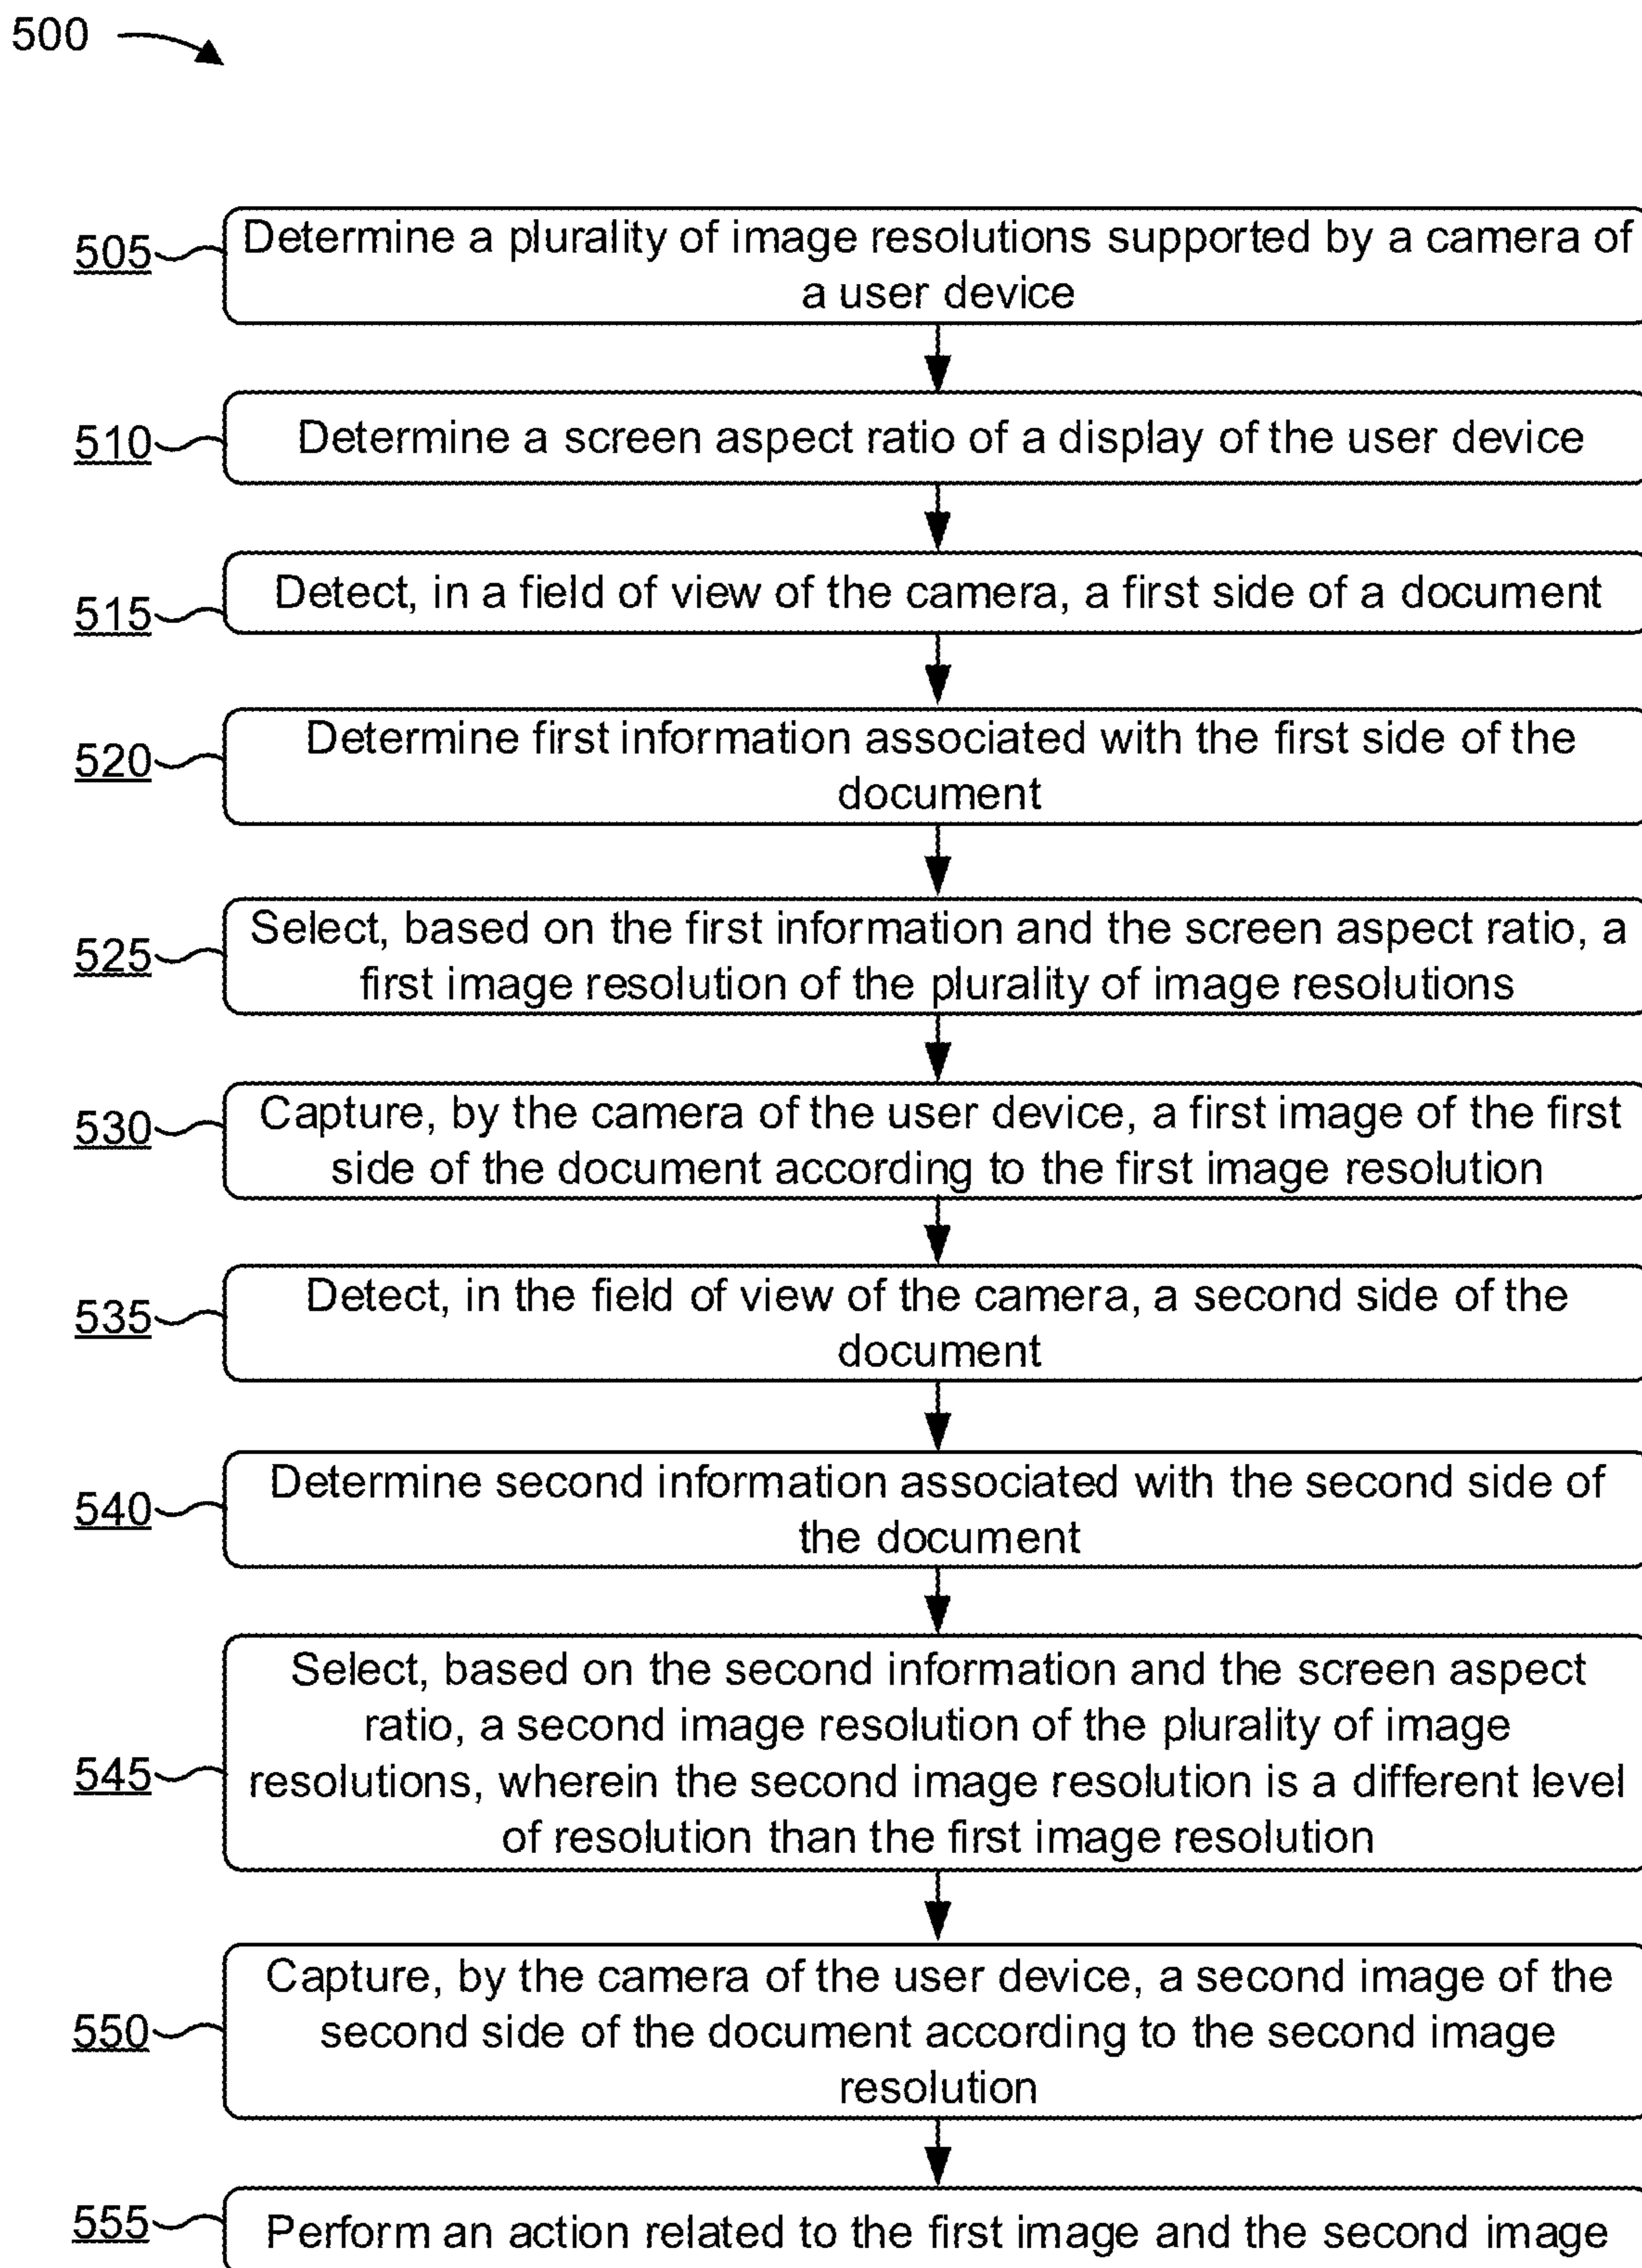 500
505
Determine a plurality of image resolutions supported by a camera of
a user device
510
Determine a screen aspect ratio of a display of the user device
515
Detect, in a field of view of the camera, a first side of a document
520
Determine first information associated with the first side of the
document
525
Select, based on the first information and the screen aspect ratio, a
first image resolution of the plurality of image resolutions
530
Capture, by the camera of the user device, a first image of the first
side of the document according to the first image resolution
535
Detect, in the field of view of the camera, a second side of the
document
540
Determine second information associated with the second side of
the document
545
Select, based on the second information and the screen aspect
ratio, a second image resolution of the plurality of image
resolutions, wherein the second image resolution is a different level
of resolution than the first image resolution
550
Capture, by the camera of the user device, a second image of the
second side of the document according to the second image
resolution
555
Perform an action related to the first image and the second image